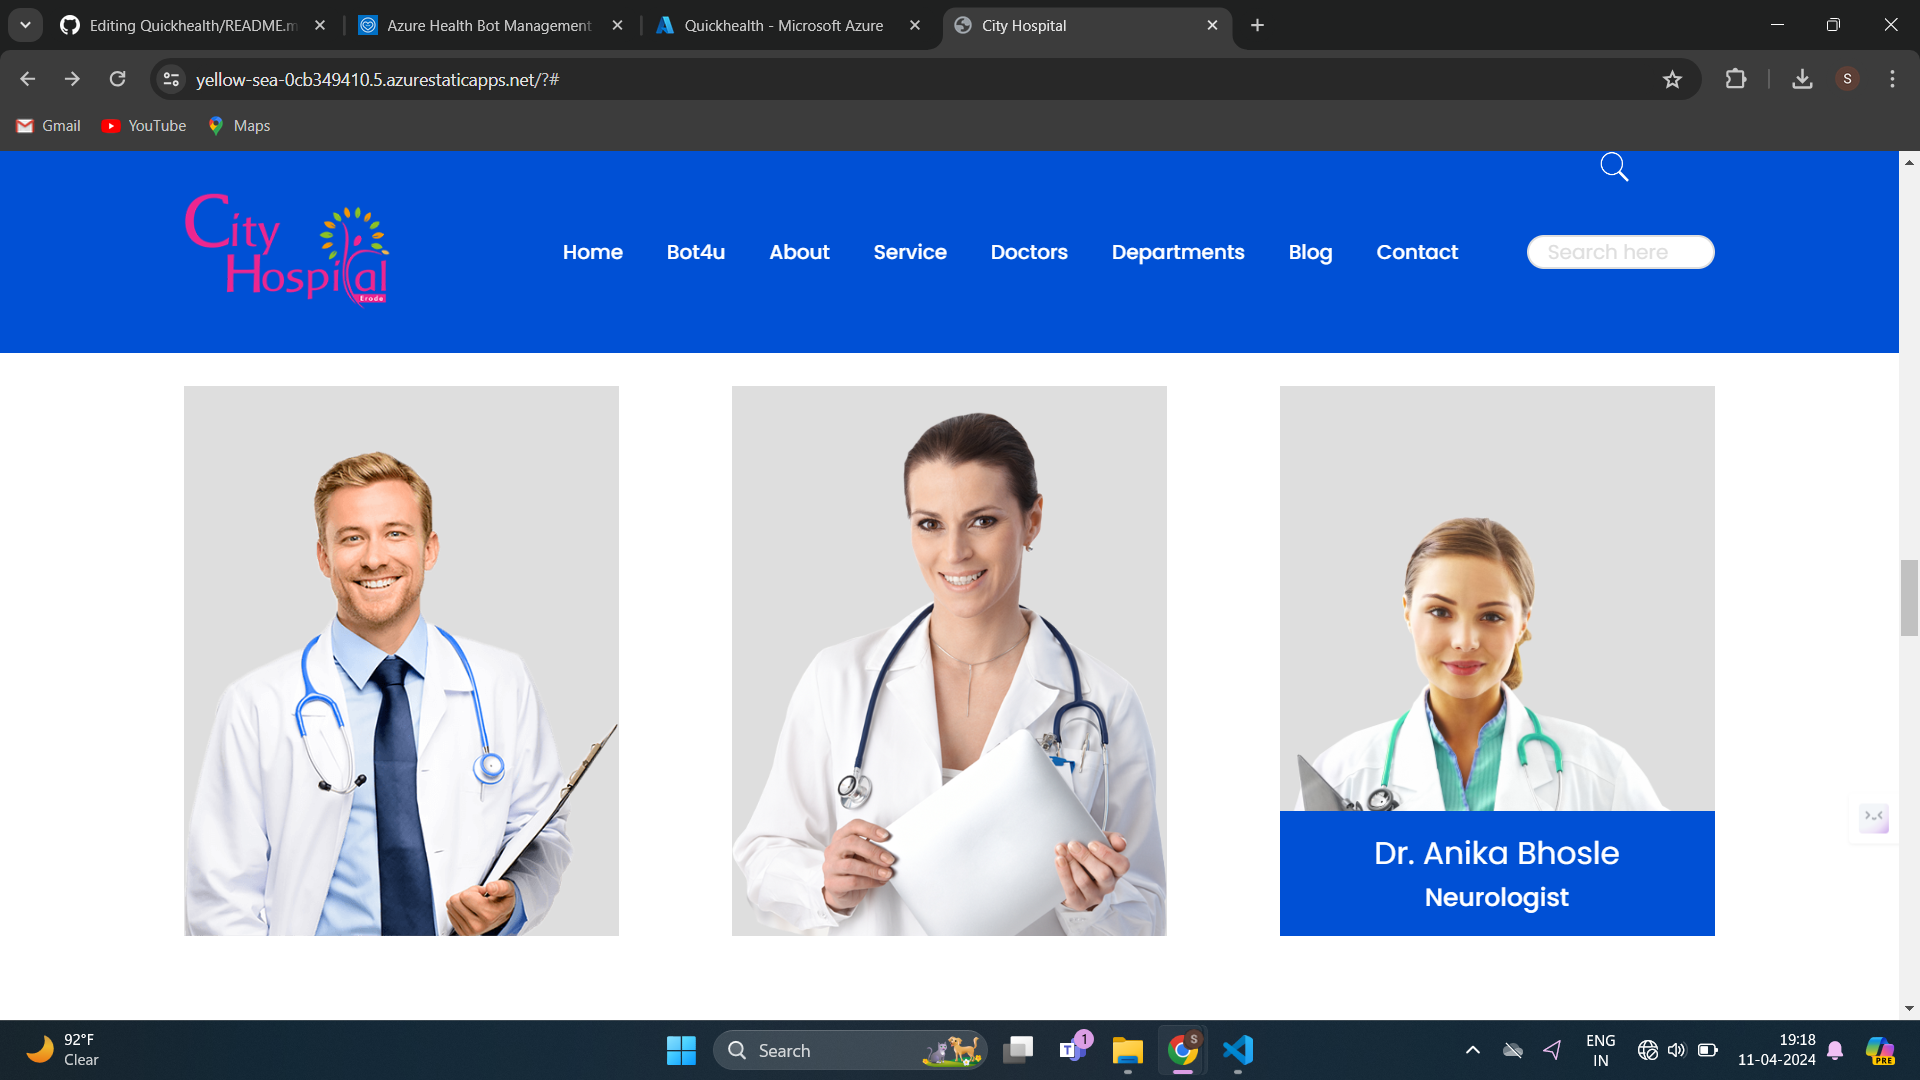 Editing Quickhealth/README.m
Azure Health Bot Management
Quickhealth - Microsoft Azure
City Hospital
yellow-sea-0cb349410.5.azurestaticapps.net/?#
S
Gmail
YouTube
Maps
City
Hospital
Erode
Home
Bot4u
About
Service
Doctors
Departments
Blog
Contact
Search here
Dr. Anika Bhosle
Neurologist
92°F
Clear
Search
1
T
S
ENG
IN
19:18
11-04-2024
PRE